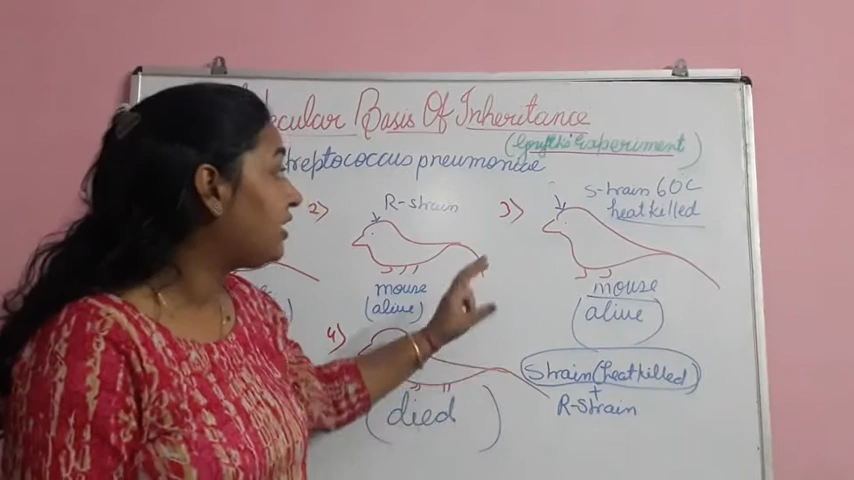 Basis Of Inheritance
(Griffith's Experiment)
Streptococcus pneumoniae
2> R-Strain
mouse
(alive)
3> S-Strain 60°C
heat killed
mouse
(alive)
4>
(died)
S-strain (heat killed)
+
R-Strain